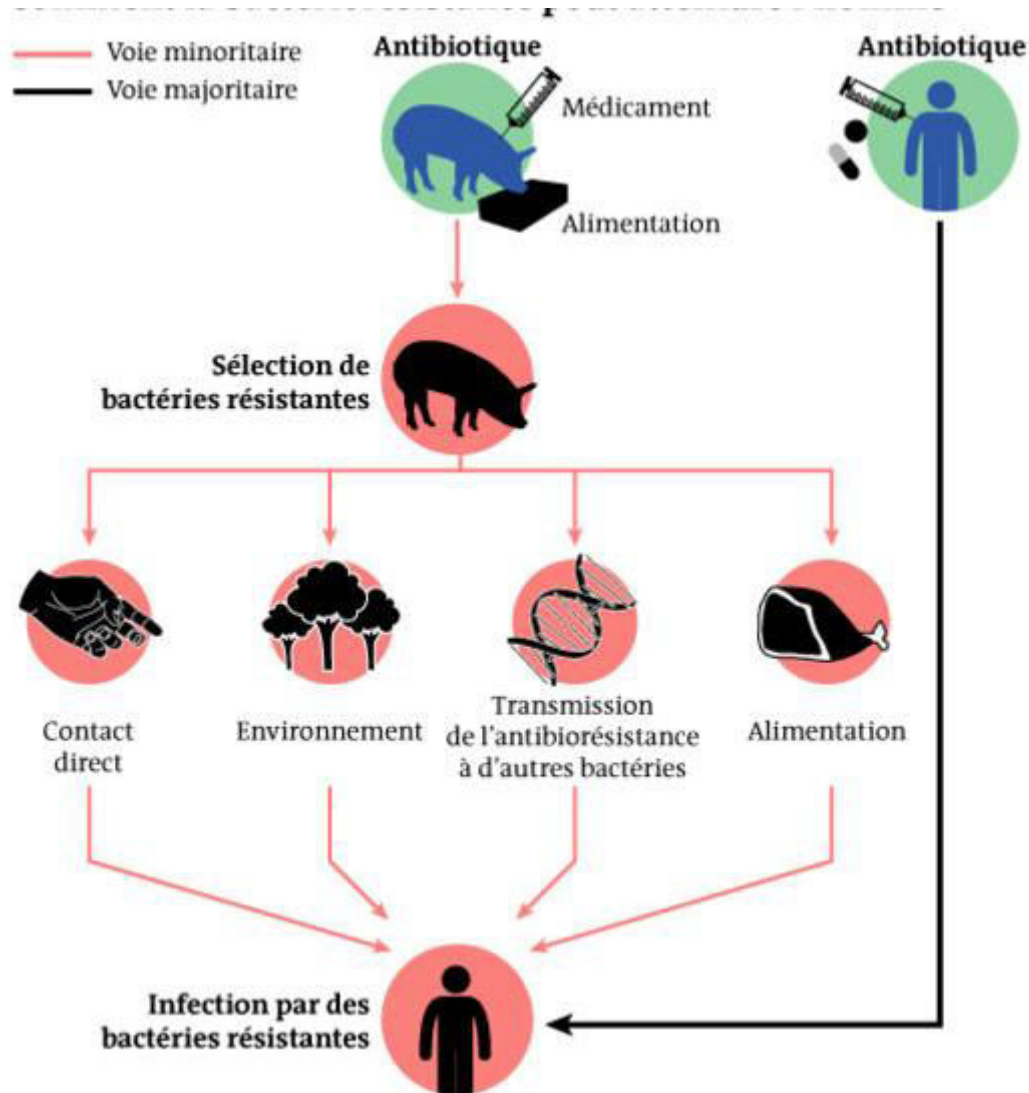 Voie minoritaire
Voie majoritaire
Antibiotique
Médicament
Alimentation
Antibiotique
Sélection de
bactéries résistantes
Contact
direct
Environnement
Transmission
de l'antibiorésistance
à d'autres bactéries
Alimentation
Infection par des
bactéries résistantes